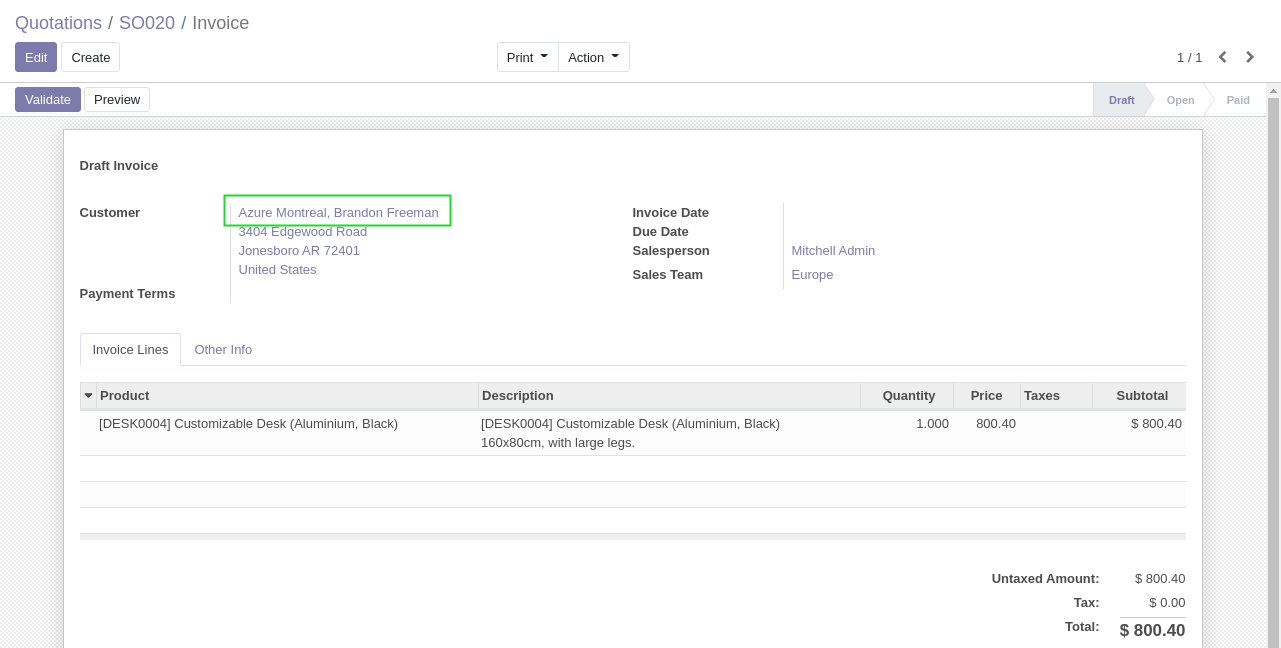 Quotations / SO020 / Invoice
Edit Create Print Action 1 / 1
Validate Preview Draft Open Paid
Draft Invoice
Customer Azure Montreal, Brandon Freeman Invoice Date
3404 Edgewood Road Due Date
Jonesboro AR 72401 Salesperson Mitchell Admin
United States Sales Team Europe
Payment Terms
Invoice Lines Other Info
Product Description Quantity Price Taxes Subtotal
[DESK0004] Customizable Desk (Aluminium, Black) [DESK0004] Customizable Desk (Aluminium, Black) 1.000 800.40 $ 800.40
160x80cm, with large legs.
Untaxed Amount: $ 800.40
Tax: $ 0.00
Total: $ 800.40